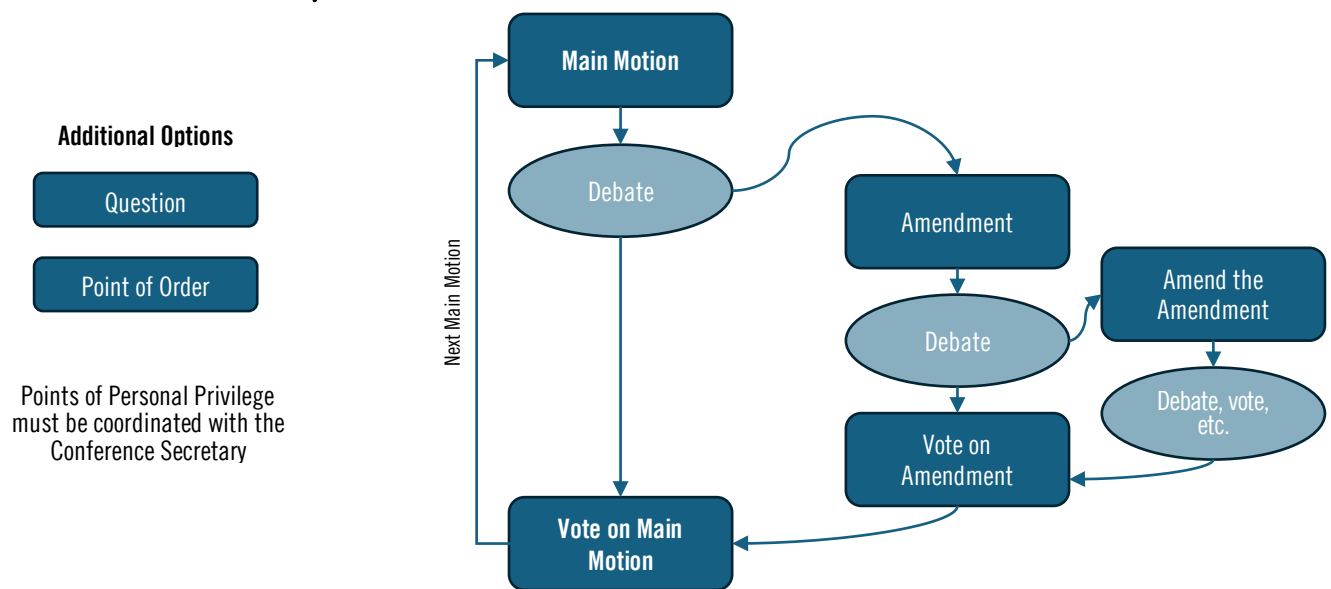 Main Motion
Additional Options
Question
Point of Order
Points of Personal Privilege
must be coordinated with the
Conference Secretary
Next Main Motion
Debate
Amendment
Debate
Amend the
Amendment
Debate, vote,
etc.
Vote on
Amendment
Vote on Main
Motion